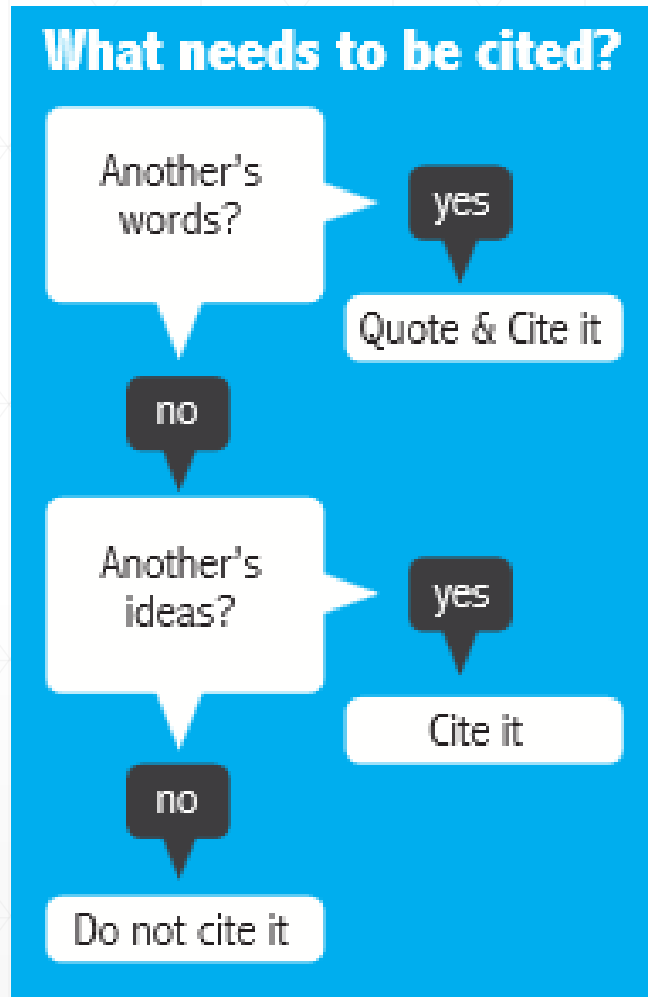 What needs to be cited?
Another's
words?
yes
Quote & Cite it
no
Another's
ideas?
yes
Cite it
no
Do not cite it